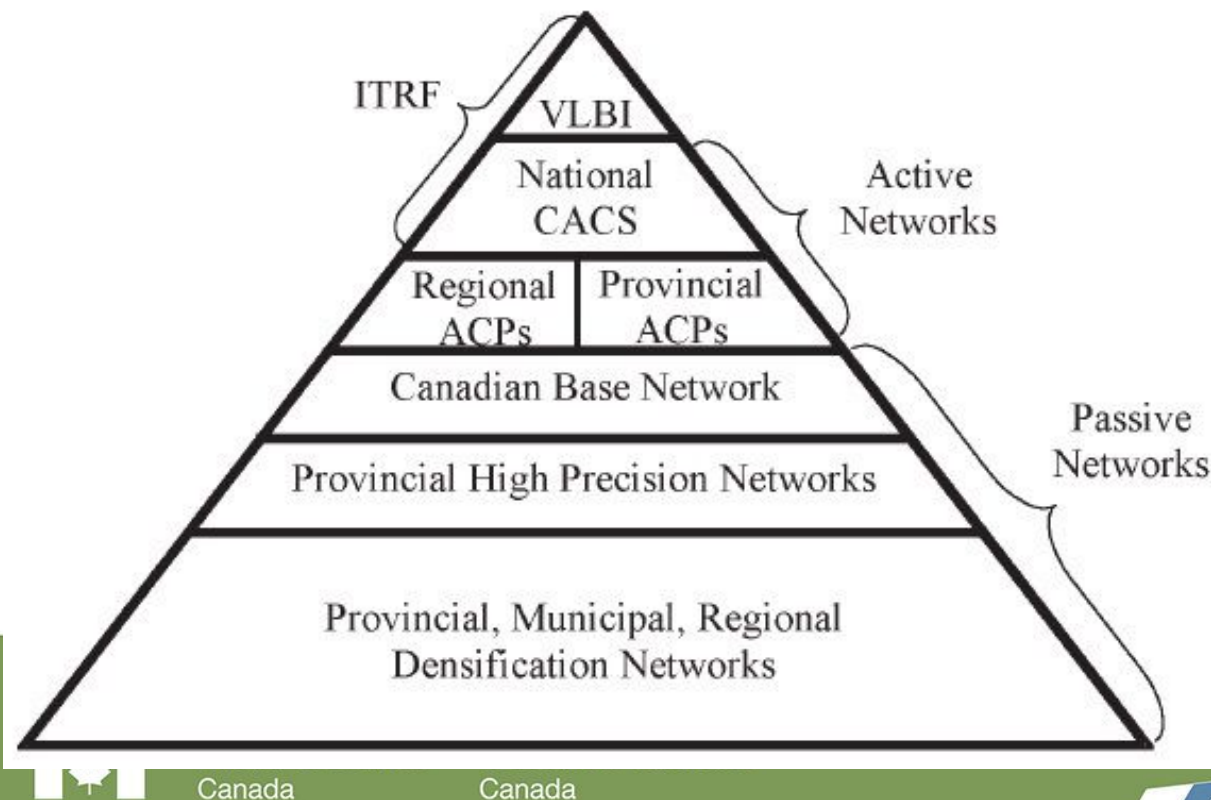 ITRF
VLBI
National
CACS
Active
Networks
Regional
ACPs
Provincial
ACPs
Canadian Base Network
Passive
Networks
Provincial High Precision Networks
Provincial, Municipal, Regional
Densification Networks
Canada
Canada